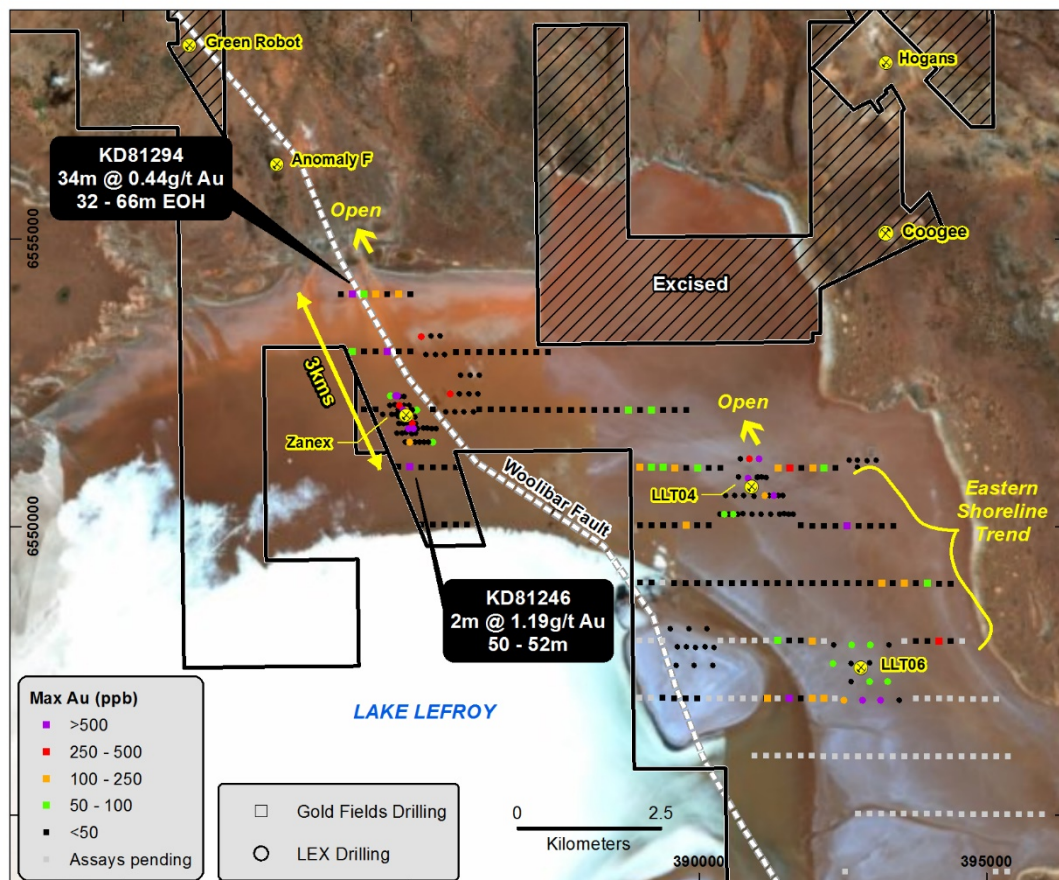 Green Robot
Hogans
KD81294
34m @ 0.44g/t Au
32 - 66m EOH
Anomaly F
Open
6555000
Coogee
Excised
3kms
Zanex
Open
LLT04
Woolibar Fault
Eastern
Shoreline
Trend
6550000
KD81246
2m @ 1.19g/t Au
50 - 52m
LLT06
LAKE LEFROY
Max Au (ppb)
>500
250 - 500
100 - 250
50 - 100
<50
Assays pending
Gold Fields Drilling
LEX Drilling
0
2.5
Kilometers
390000
395000